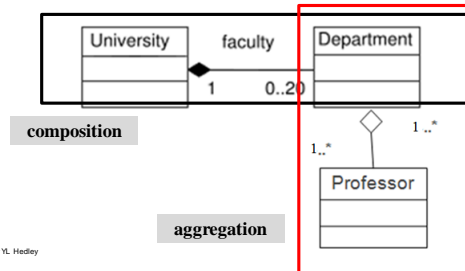 University
faculty
Department
1
0..20
composition
1 ..*
1..*
Professor
aggregation
YL Hedley